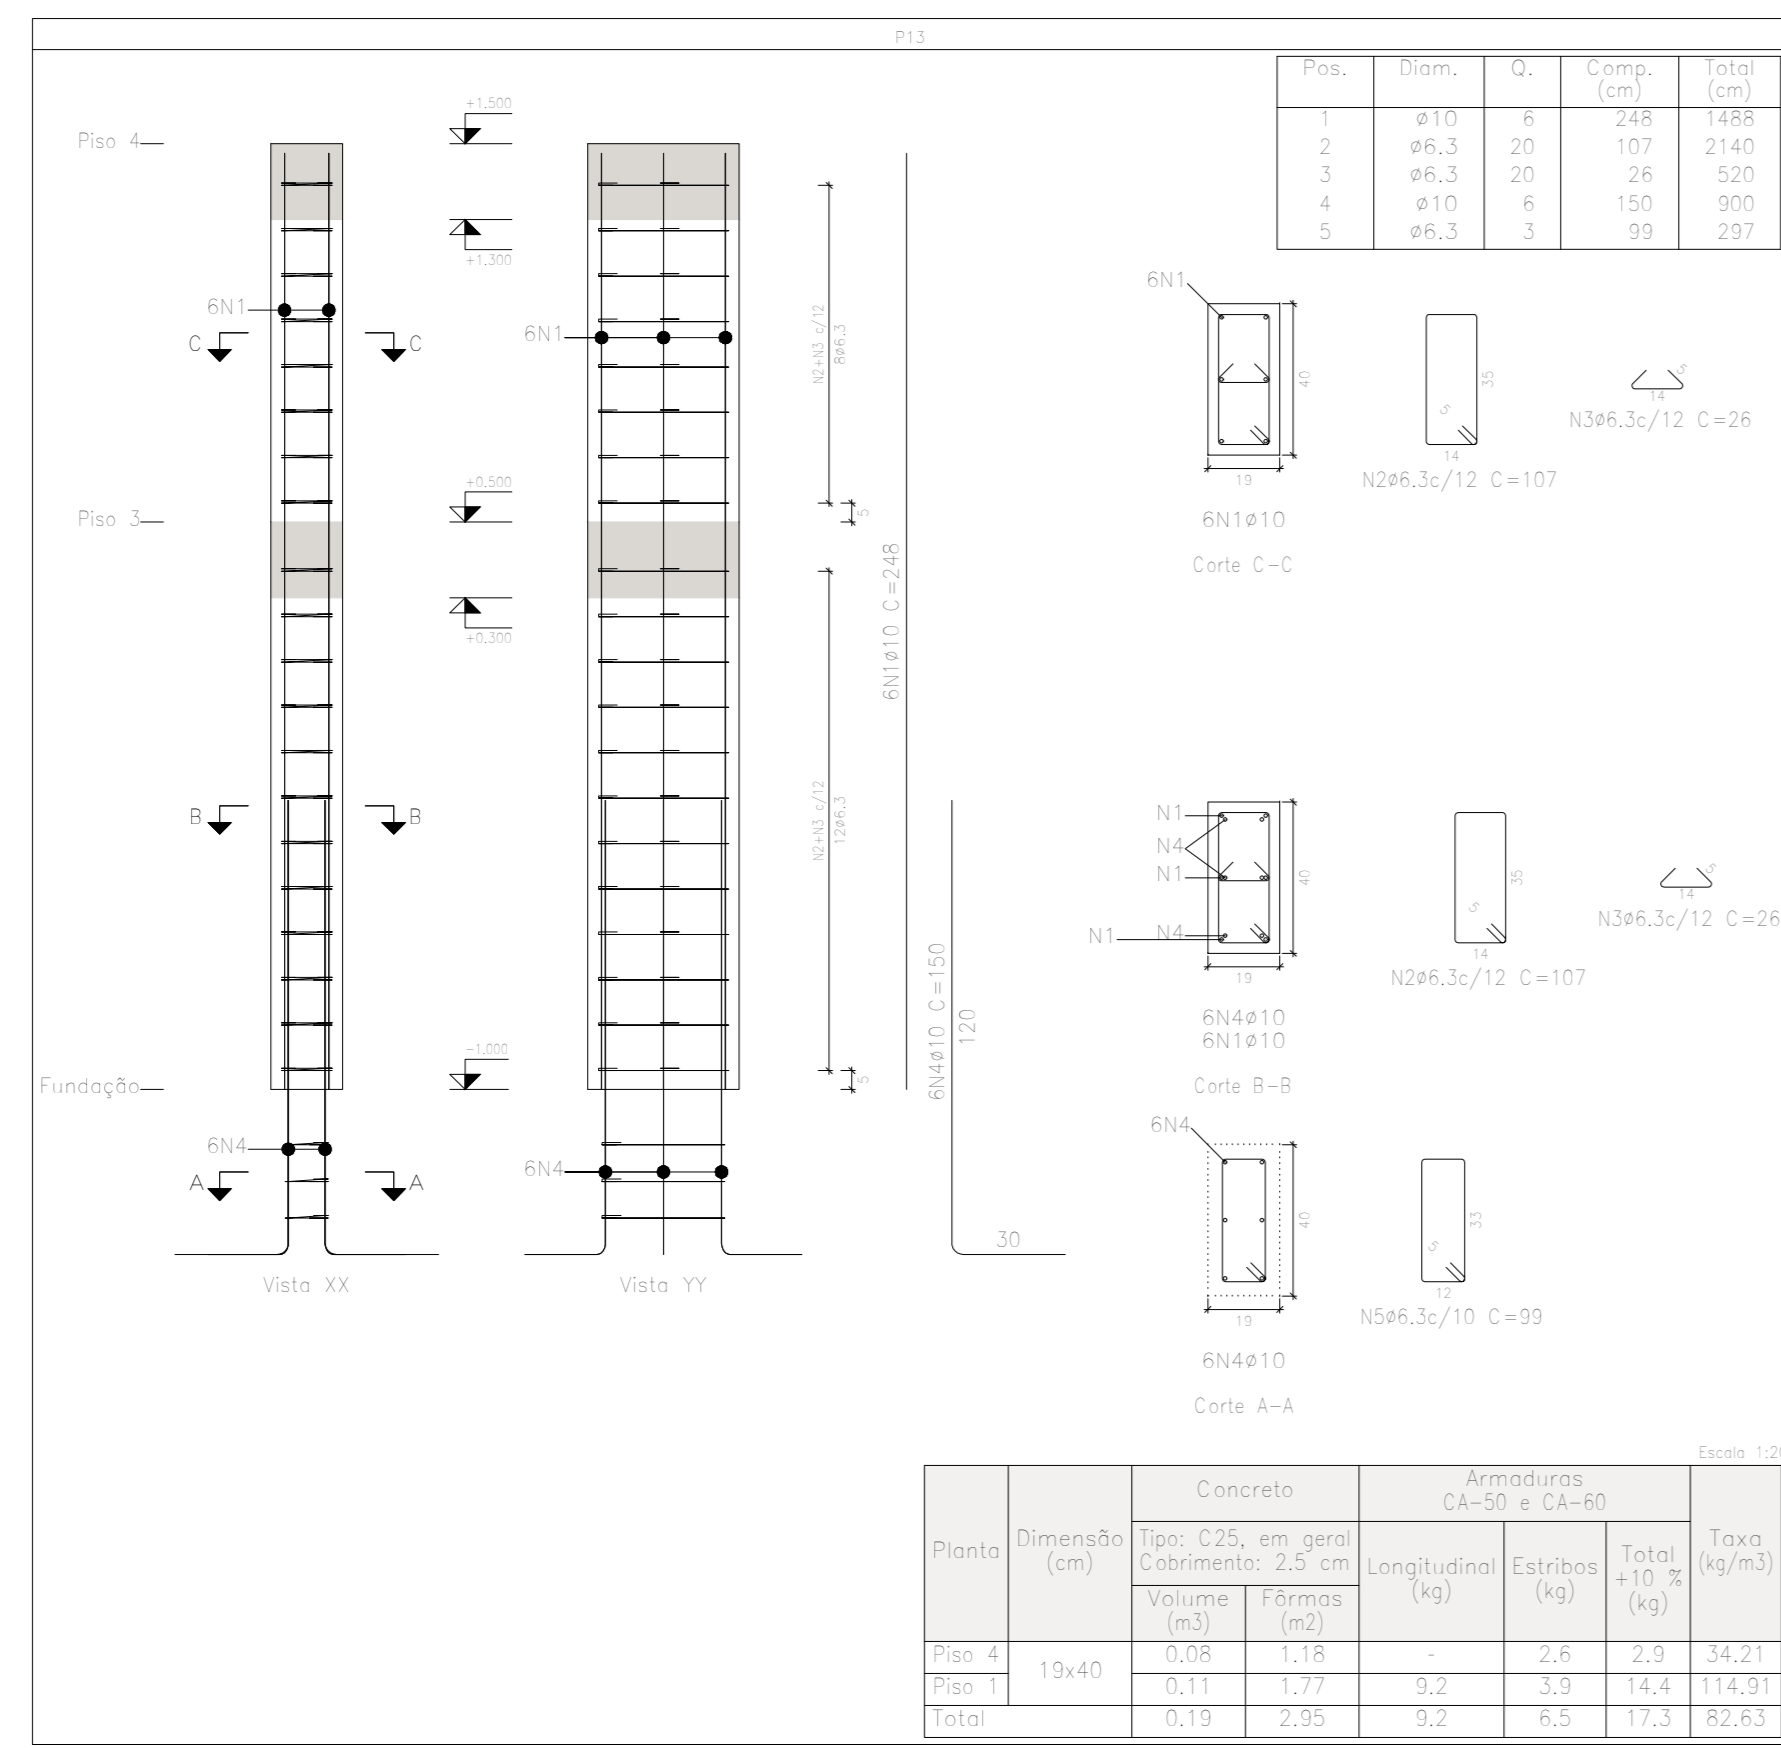 P13
Pos. Diam. Q. Comp. (cm) Total (cm)
1 ø10 6 248 1488
2 ø6.3 20 107 2140
3 ø6.3 20 26 520
4 ø10 6 150 900
5 ø6.3 3 99 297
Piso 4
+1.500
+1.300
6N1
C
C
6N1
N2+N3 c/12
8ø6.3
Piso 3
+0.500
5
+0.300
6N1ø10 C=248
B
B
N2+N3 c/12
12ø6.3
Fundação
-1.000
5
6N4ø10 C=150
120
30
6N4
A
A
6N4
Vista XX
Vista YY
6N1
40
19
6N1ø10
Corte C-C
35
5
14
N2ø6.3c/12 C=107
5
14
N3ø6.3c/12 C=26
N1
N4
N1
N1
N4
40
19
6N4ø10
6N1ø10
Corte B-B
35
5
14
N2ø6.3c/12 C=107
5
14
N3ø6.3c/12 C=26
6N4
40
19
6N4ø10
Corte A-A
33
5
12
N5ø6.3c/10 C=99
Planta
Dimensão
(cm)
Concreto
Tipo: C25, em geral
Cobrimento: 2.5 cm
Volume
(m3)
Fôrmas
(m2)
Armaduras
CA-50 e CA-60
Longitudinal
(kg)
Estribos
(kg)
Total
+10 %
(kg)
Taxa
(kg/m3)
Piso 4 19x40 0.08 1.18 - 2.6 2.9 34.21
Piso 1 0.11 1.77 9.2 3.9 14.4 114.91
Total 0.19 2.95 9.2 6.5 17.3 82.63